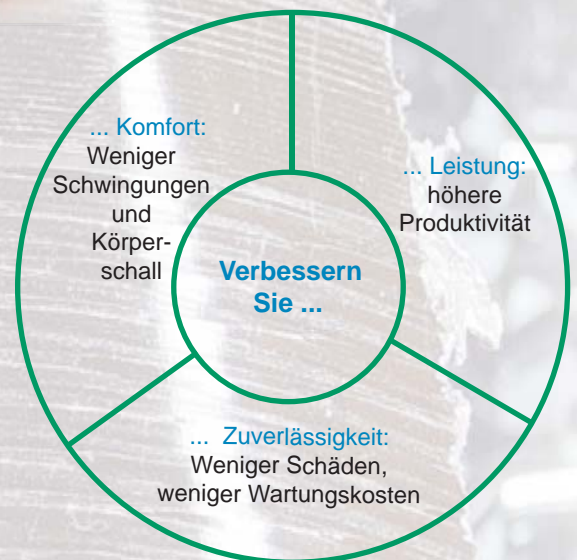 ... Komfort:
Weniger
Schwingungen
und
Körper-
schall
... Leistung:
höhere
Produktivität
Verbessern
Sie ...
... Zuverlässigkeit:
Weniger Schäden,
weniger Wartungskosten